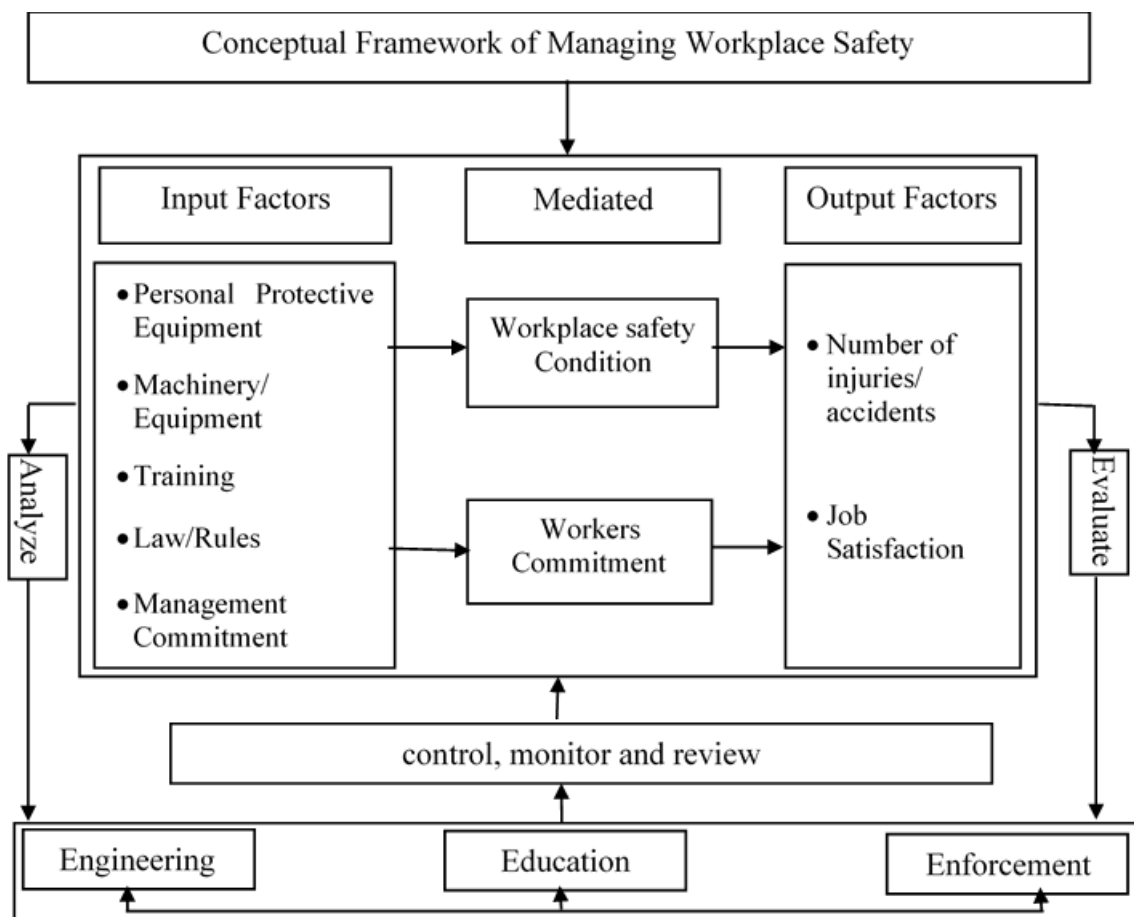 Conceptual Framework of Managing Workplace Safety
Input Factors
Mediated
Output Factors
• Personal Protective
Equipment
• Machinery/
Equipment
• Training
• Law/Rules
• Management
Commitment
Workplace safety
Condition
Workers
Commitment
• Number of
injuries/
accidents
• Job
Satisfaction
Analyze
Evaluate
control, monitor and review
Engineering
Education
Enforcement